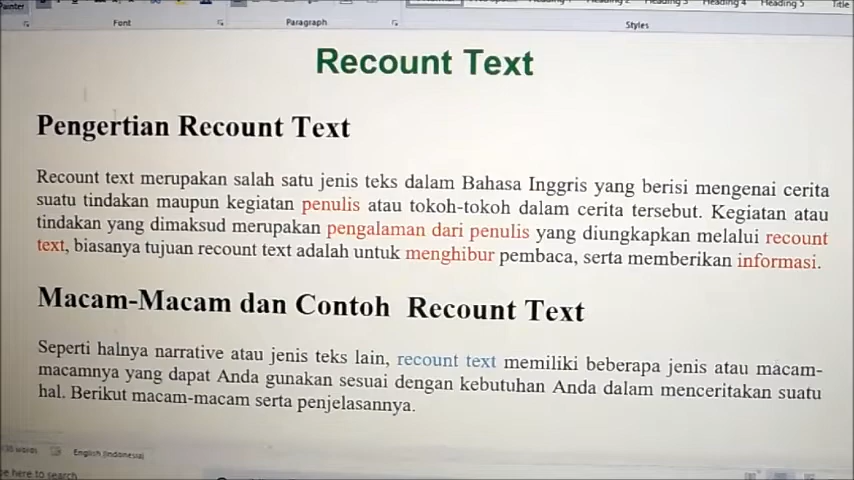 Painter
Font
Paragraph
Styles
Heading 4
Heading 5
Title
Recount Text
Pengertian Recount Text
Recount text merupakan salah satu jenis teks dalam Bahasa Inggris yang berisi mengenai cerita
suatu tindakan maupun kegiatan penulis atau tokoh-tokoh dalam cerita tersebut. Kegiatan atau
tindakan yang dimaksud merupakan pengalaman dari penulis yang diungkapkan melalui recount
text, biasanya tujuan recount text adalah untuk menghibur pembaca, serta memberikan informasi.
Macam-Macam dan Contoh Recount Text
Seperti halnya narrative atau jenis teks lain, recount text memiliki beberapa jenis atau macam-
macamnya yang dapat Anda gunakan sesuai dengan kebutuhan Anda dalam menceritakan suatu
hal. Berikut macam-macam serta penjelasannya.
words
English (Indonesia)
here to search